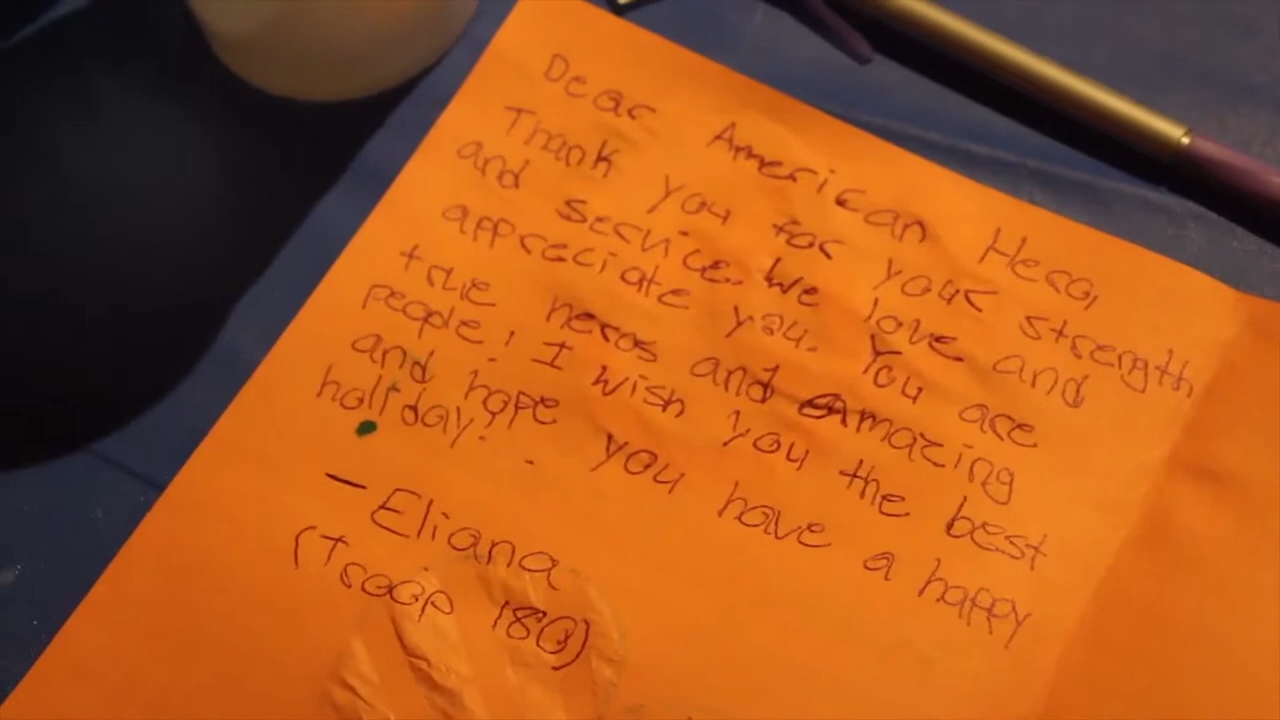 Dear American Hero,
Thank you for your strength
and service. We love and
appreciate you. You are
true heros and amazing
people! I wish you the best
and hope you have a happy
holiday!
- Eliana
(Troop 180)